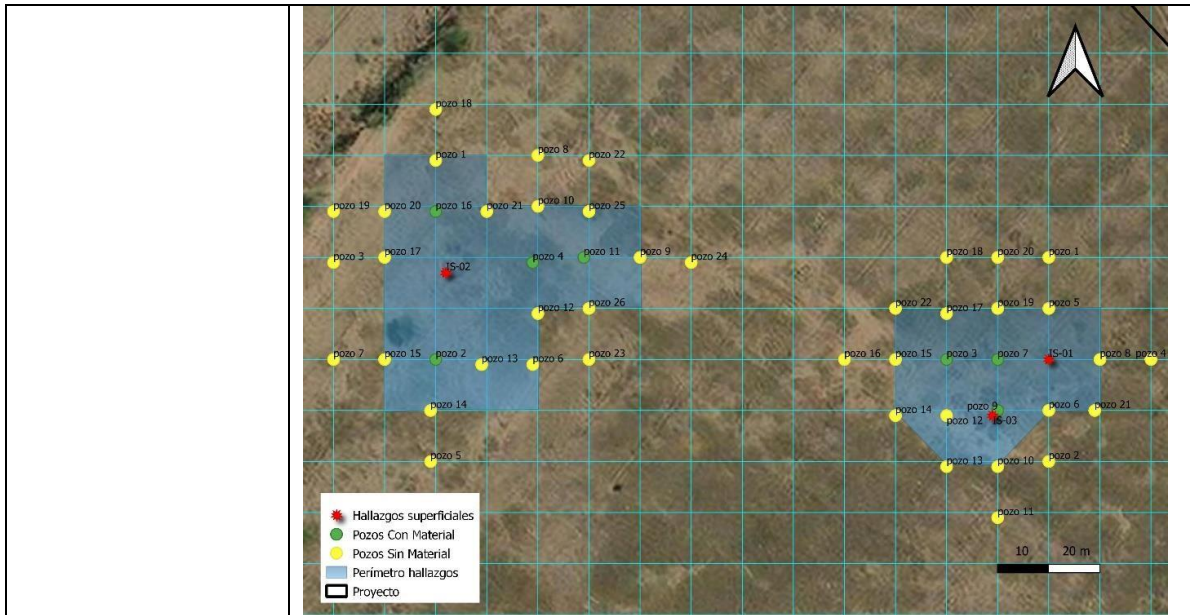 pozo 18
pozo 1
pozo 8
pozo 22
pozo 19
pozo 20
pozo 16
pozo 21
pozo 10
pozo 25
pozo 3
pozo 17
IS-02
pozo 4
pozo 11
pozo 9
pozo 24
pozo 12
pozo 26
pozo 7
pozo 15
pozo 2
pozo 13
pozo 6
pozo 23
pozo 14
pozo 5
pozo 18
pozo 20
pozo 1
pozo 22
pozo 17
pozo 19
pozo 5
pozo 16
pozo 15
pozo 3
pozo 7
IS-01
pozo 8
pozo 4
pozo 14
pozo 12
pozo 9
IS-03
pozo 6
pozo 21
pozo 13
pozo 10
pozo 2
pozo 11
Hallazgos superficiales
Pozos Con Material
Pozos Sin Material
Perímetro hallazgos
Proyecto
10 20 m